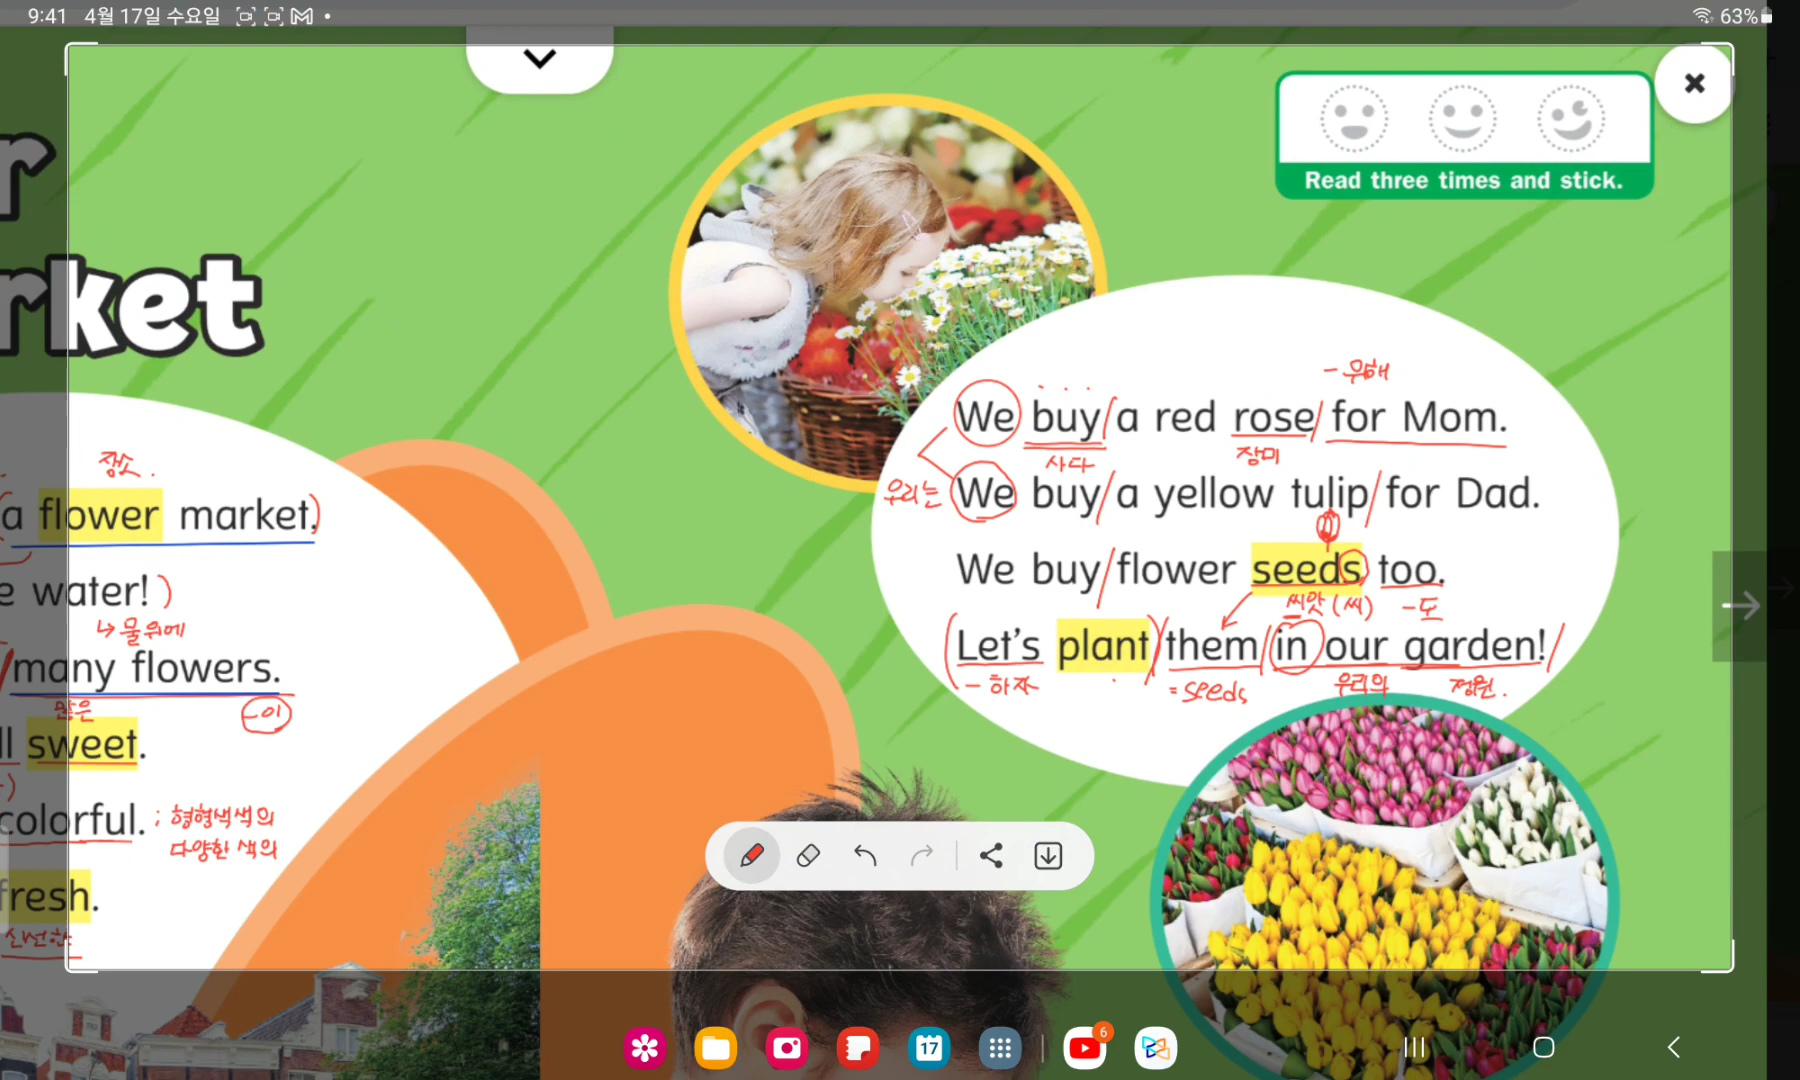 9:41 4월 17일 수요일
63%
Read three times and stick.
r
rket
장소.
a flower market.
e water!
↳ 물위에
many flowers.
많은
-이
ll sweet.
colorful. ; 형형색색의
다양한 색의
fresh.
신선한
- 위해
We buy/a red rose/for Mom.
사다
장미
우리는
We buy/a yellow tulip/for Dad.
We buy/flower seeds too.
씨앗 (씨) -도
(Let's plant)/them/in our garden!/
- 하자 = seeds 우리의 정원.
17
6